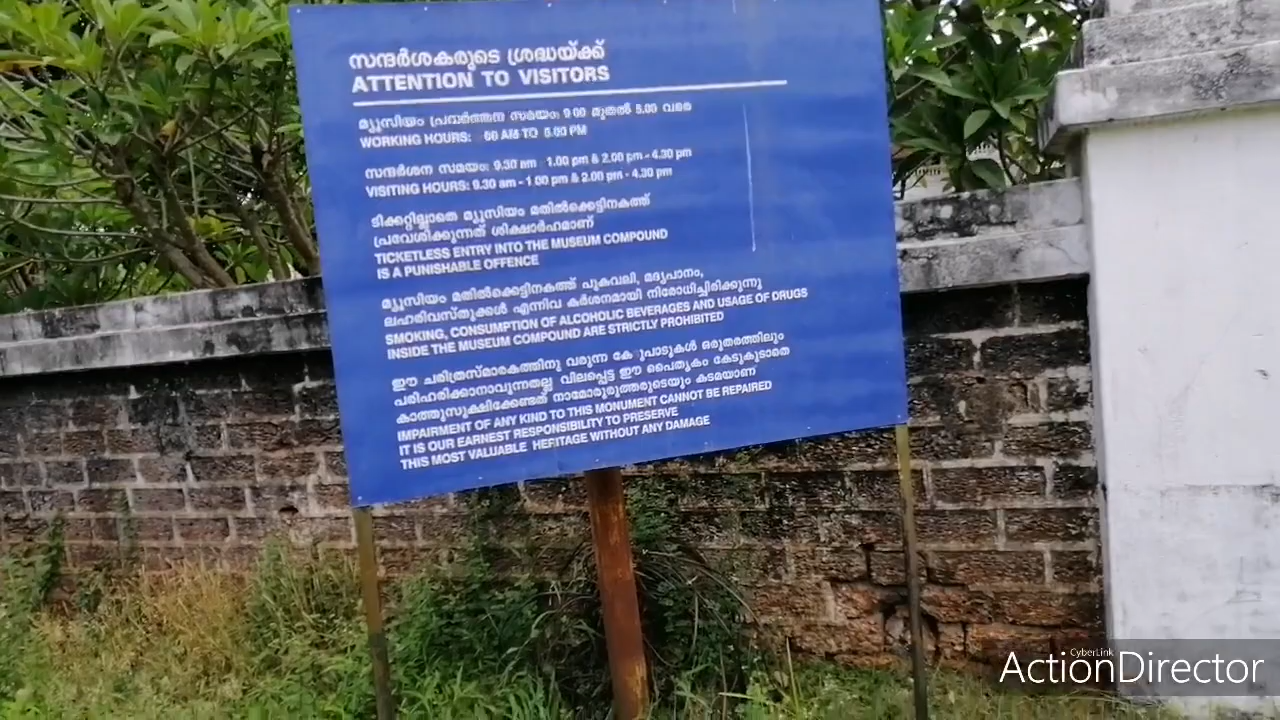 സന്ദർശകരുടെ ശ്രദ്ധയ്ക്ക്
ATTENTION TO VISITORS
മ്യൂസിയം പ്രവർത്തന സമയം: 9.00 മുതൽ 5.00 വരെ
WORKING HOURS: 00 AM TO 5.00 PM
സന്ദർശന സമയം: 9.30 am 1.00 pm & 2.00 pm - 4.30 pm
VISITING HOURS: 9.30 am - 1.00 pm & 2.00 pm - 4.30 pm
ടിക്കറ്റില്ലാതെ മ്യൂസിയം മതിൽക്കെട്ടിനകത്ത്
പ്രവേശിക്കുന്നത് ശിക്ഷാർഹമാണ്
TICKETLESS ENTRY INTO THE MUSEUM COMPOUND
IS A PUNISHABLE OFFENCE
മ്യൂസിയം മതിൽക്കെട്ടിനകത്ത് പുകവലി, മദ്യപാനം,
ലഹരിവസ്തുക്കൾ എന്നിവ കർശനമായി നിരോധിച്ചിരിക്കുന്നു
SMOKING, CONSUMPTION OF ALCOHOLIC BEVERAGES AND USAGE OF DRUGS
INSIDE THE MUSEUM COMPOUND ARE STRICTLY PROHIBITED
ഈ ചരിത്രസ്മാരകത്തിനു വരുന്ന കേടുപാടുകൾ ഒരുതരത്തിലും
പരിഹരിക്കാനാവുന്നതല്ല വിലപ്പെട്ട ഈ പൈതൃകം കേടുകൂടാതെ
കാത്തുസൂക്ഷിക്കേണ്ടത് നാമോരുരുത്തരുടെയും കടമയാണ്
IMPAIRMENT OF ANY KIND TO THIS MONUMENT CANNOT BE REPAIRED
IT IS OUR EARNEST RESPONSIBILITY TO PRESERVE
THIS MOST VALUABLE HERITAGE WITHOUT ANY DAMAGE
CyberLink
ActionDirector